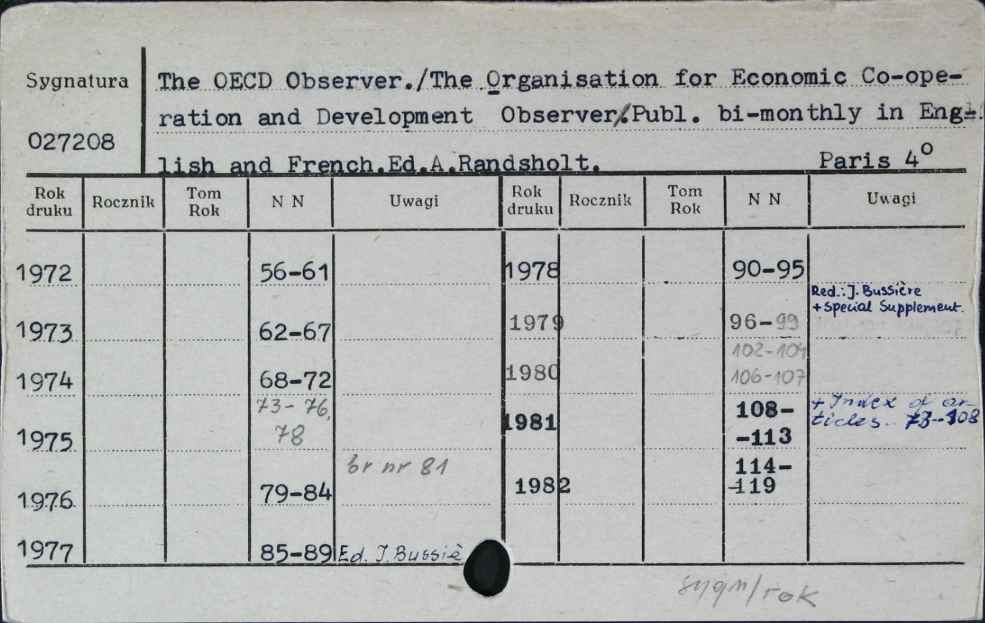 Sygnatura The OECD Observer./The Organisation for Economic Co-ope-
027208 ration and Development Observer/.Publ. bi-monthly in Eng-
lish and French.Ed.A.Randsholt. Paris 4°
Rok druku Rocznik Tom Rok N N Uwagi Rok druku Rocznik Tom Rok N N Uwagi
1972 56-61 1978 90-95
Red.: J. Bussière
+ Special Supplement.
1973 62-67 1979 96-99
102-104
1974 68-72 1980 106-107
73-76,
78
1975 1981 108-
-113
+ Index of ar-
ticles. 73-108
br nr 81
1976 79-84 1982 114-
-119
1977 85-89 Ed. J. Bussiè
sygn/rok